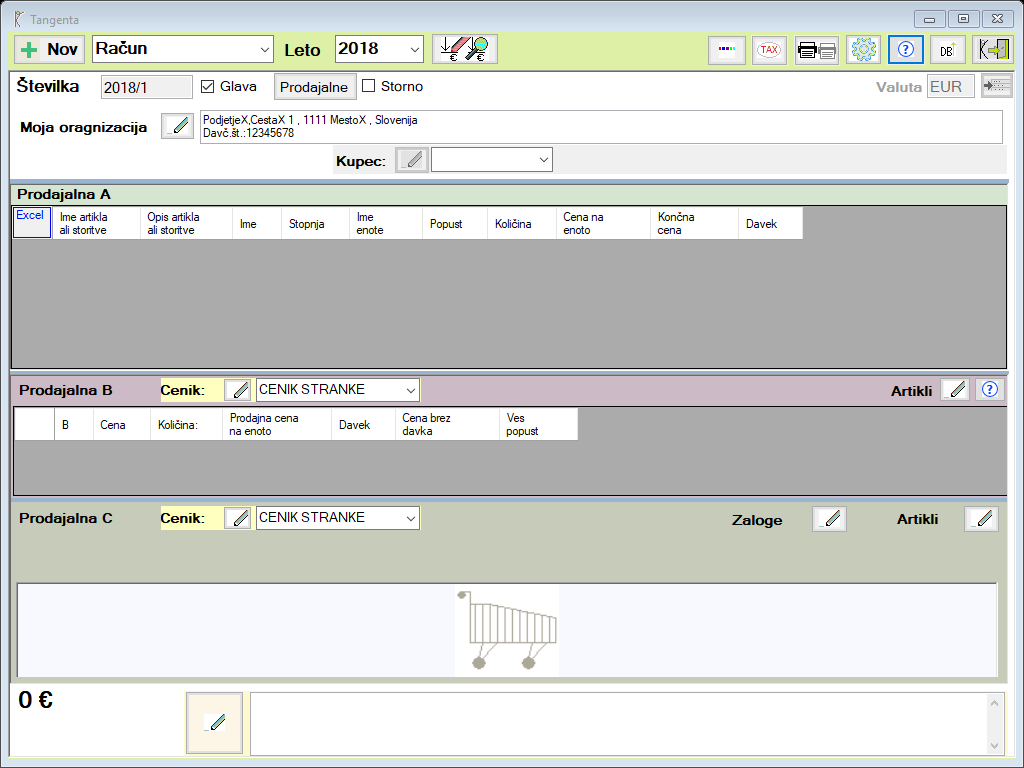 Tangenta
Nov Račun Leto 2018 TAX DB
Številka 2018/1 Glava Prodajalne Storno Valuta EUR
Moja oragnizacija PodjetjeX,CestaX 1 , 1111 MestoX , Slovenija
Davč.št.:12345678
Kupec:
Prodajalna A
Excel Ime artikla Opis artikla Ime Stopnja Ime Popust Količina Cena na Končna Davek
ali storitve ali storitve enote enoto cena
Prodajalna B Cenik: CENIK STRANKE Artikli
B Cena Količina: Prodajna cena Davek Cena brez Ves
na enoto davka popust
Prodajalna C Cenik: CENIK STRANKE Zaloge Artikli
0 €